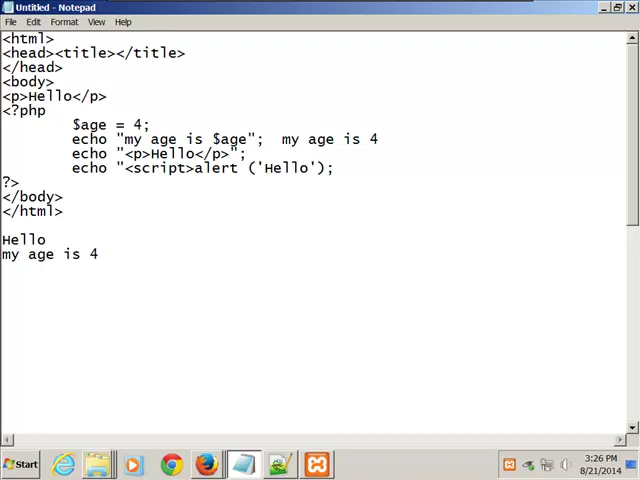 Untitled - Notepad
File Edit Format View Help
<html>
<head><title></title>
</head>
<body>
<p>Hello</p>
<?php
$age = 4;
echo "my age is $age"; my age is 4
echo "<p>Hello</p>";
echo "<script>alert ('Hello');
?>
</body>
</html>
Hello
my age is 4
Start
3:26 PM
8/21/2014